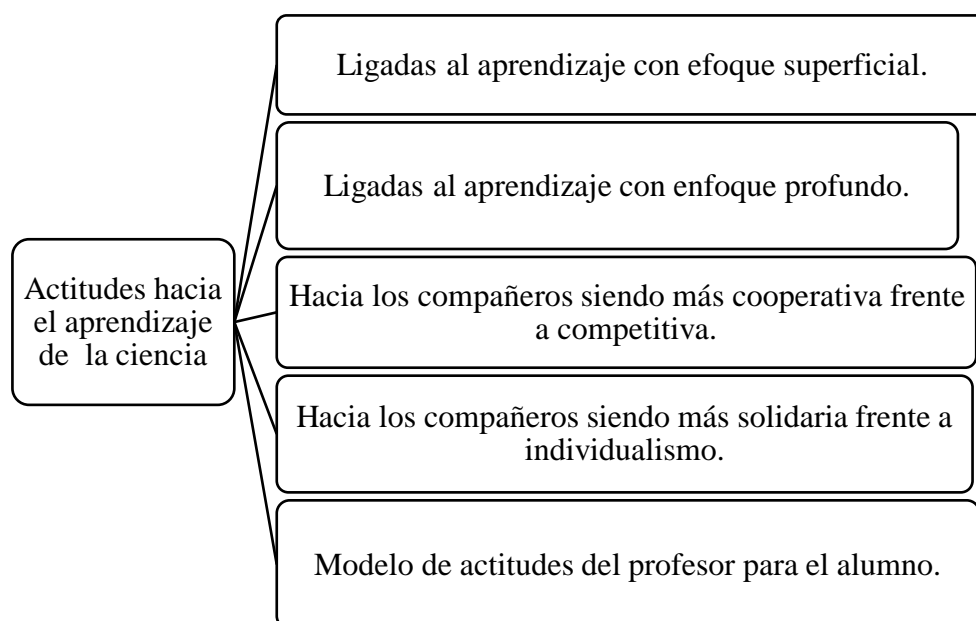 Ligadas al aprendizaje con efoque superficial.
Ligadas al aprendizaje con enfoque profundo.
Actitudes hacia
el aprendizaje
de la ciencia
Hacia los compañeros siendo más cooperativa frente
a competitiva.
Hacia los compañeros siendo más solidaria frente a
individualismo.
Modelo de actitudes del profesor para el alumno.